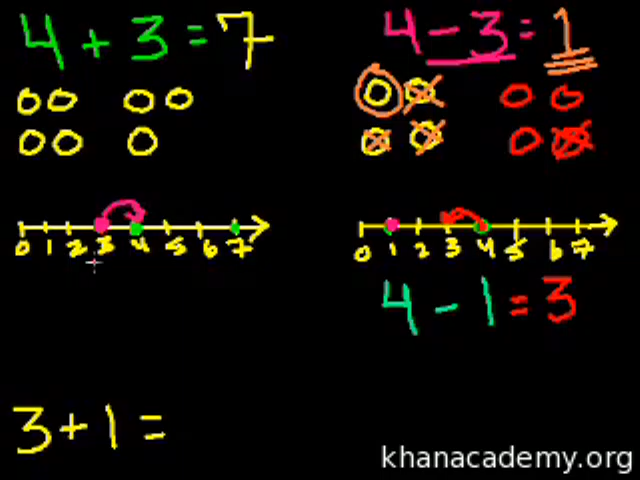 4 + 3 = 7
4 - 3 = 1
0 1 2 3 4 5 6 7
0 1 2 3 4 5 6 7
4 - 1 = 3
3 + 1 =
khanacademy.org